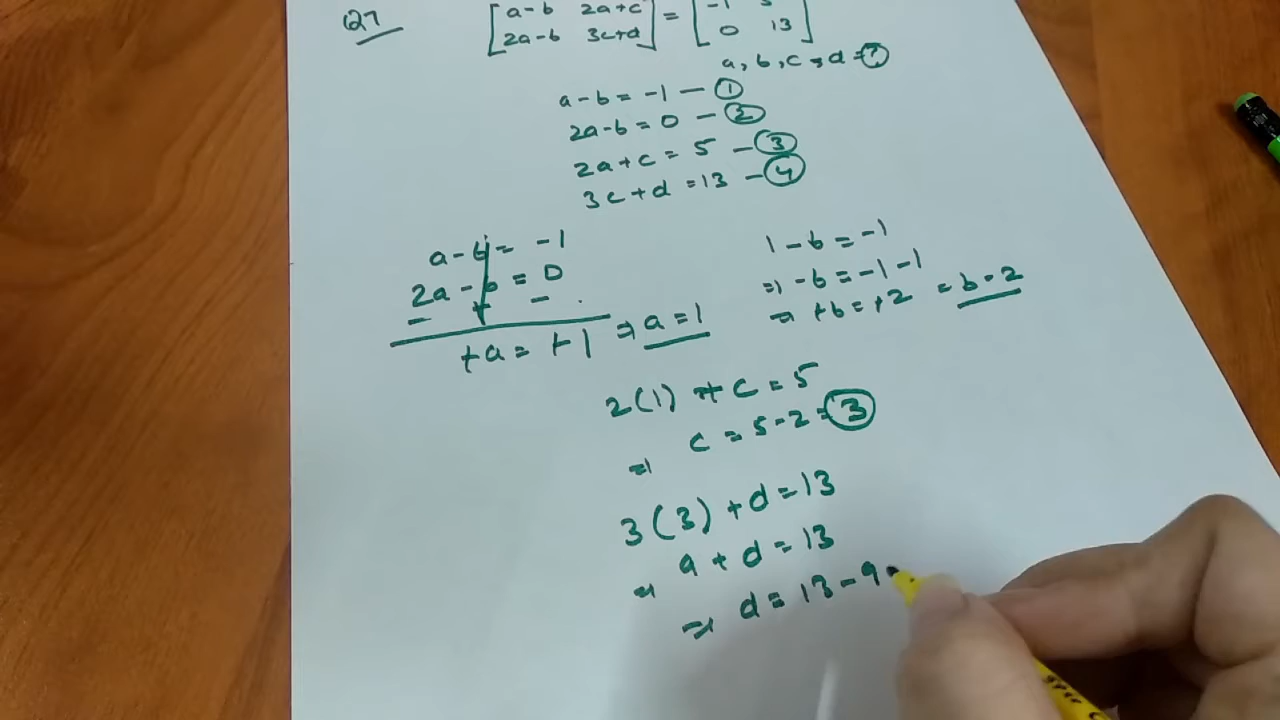 Q7 [a-b 2a+c] = [-1 5]
[2a-b 3c+d] [0 13]
a, b, c, d = ?
a-b = -1 — ①
2a-b = 0 — ②
2a+c = 5 — ③
3c+d = 13 — ④
a-b = -1
2a-b = 0
- + -
+a = +1 ⇒ a=1
1-b = -1
⇒ -b = -1-1
⇒ +b = +2 = b=2
2(1) + c = 5
⇒ c = 5-2 = ③
3(3) + d = 13
⇒ 9 + d = 13
⇒ d = 13-9